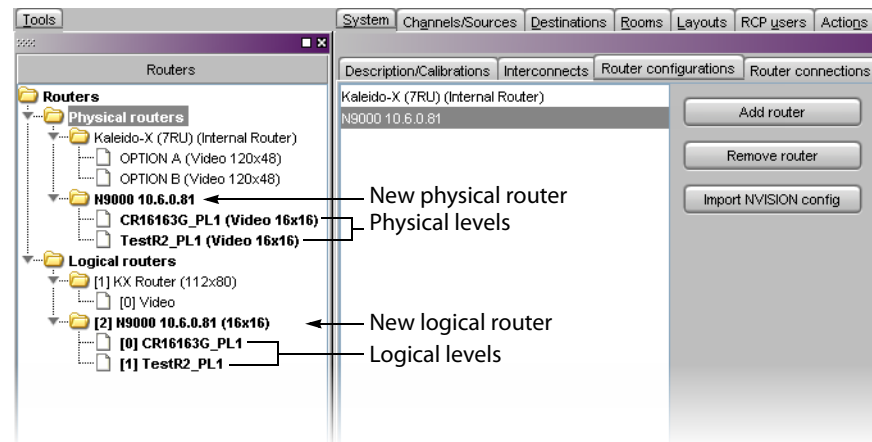 Tools
System Channels/Sources Destinations Rooms Layouts RCP users Actions
Routers
Description/Calibrations Interconnects Router configurations Router connections
Routers
Physical routers
Kaleido-X (7RU) (Internal Router)
OPTION A (Video 120x48)
OPTION B (Video 120x48)
N9000 10.6.0.81
CR16163G_PL1 (Video 16x16)
TestR2_PL1 (Video 16x16)
Logical routers
[1] KX Router (112x80)
[0] Video
[2] N9000 10.6.0.81 (16x16)
[0] CR16163G_PL1
[1] TestR2_PL1
New physical router
Physical levels
New logical router
Logical levels
Kaleido-X (7RU) (Internal Router)
N9000 10.6.0.81
Add router
Remove router
Import NVISION config